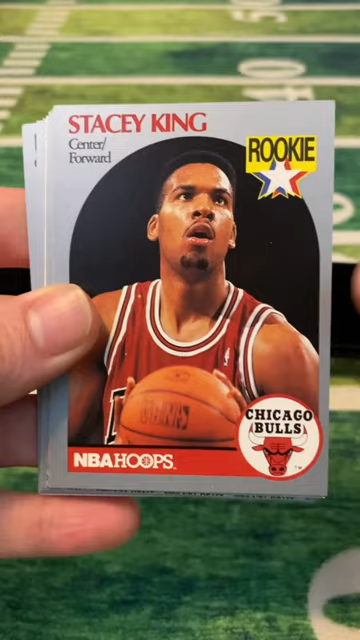 STACEY KING
Center/
Forward
ROOKIE
CHICAGO
BULLS
NBA HOOPS